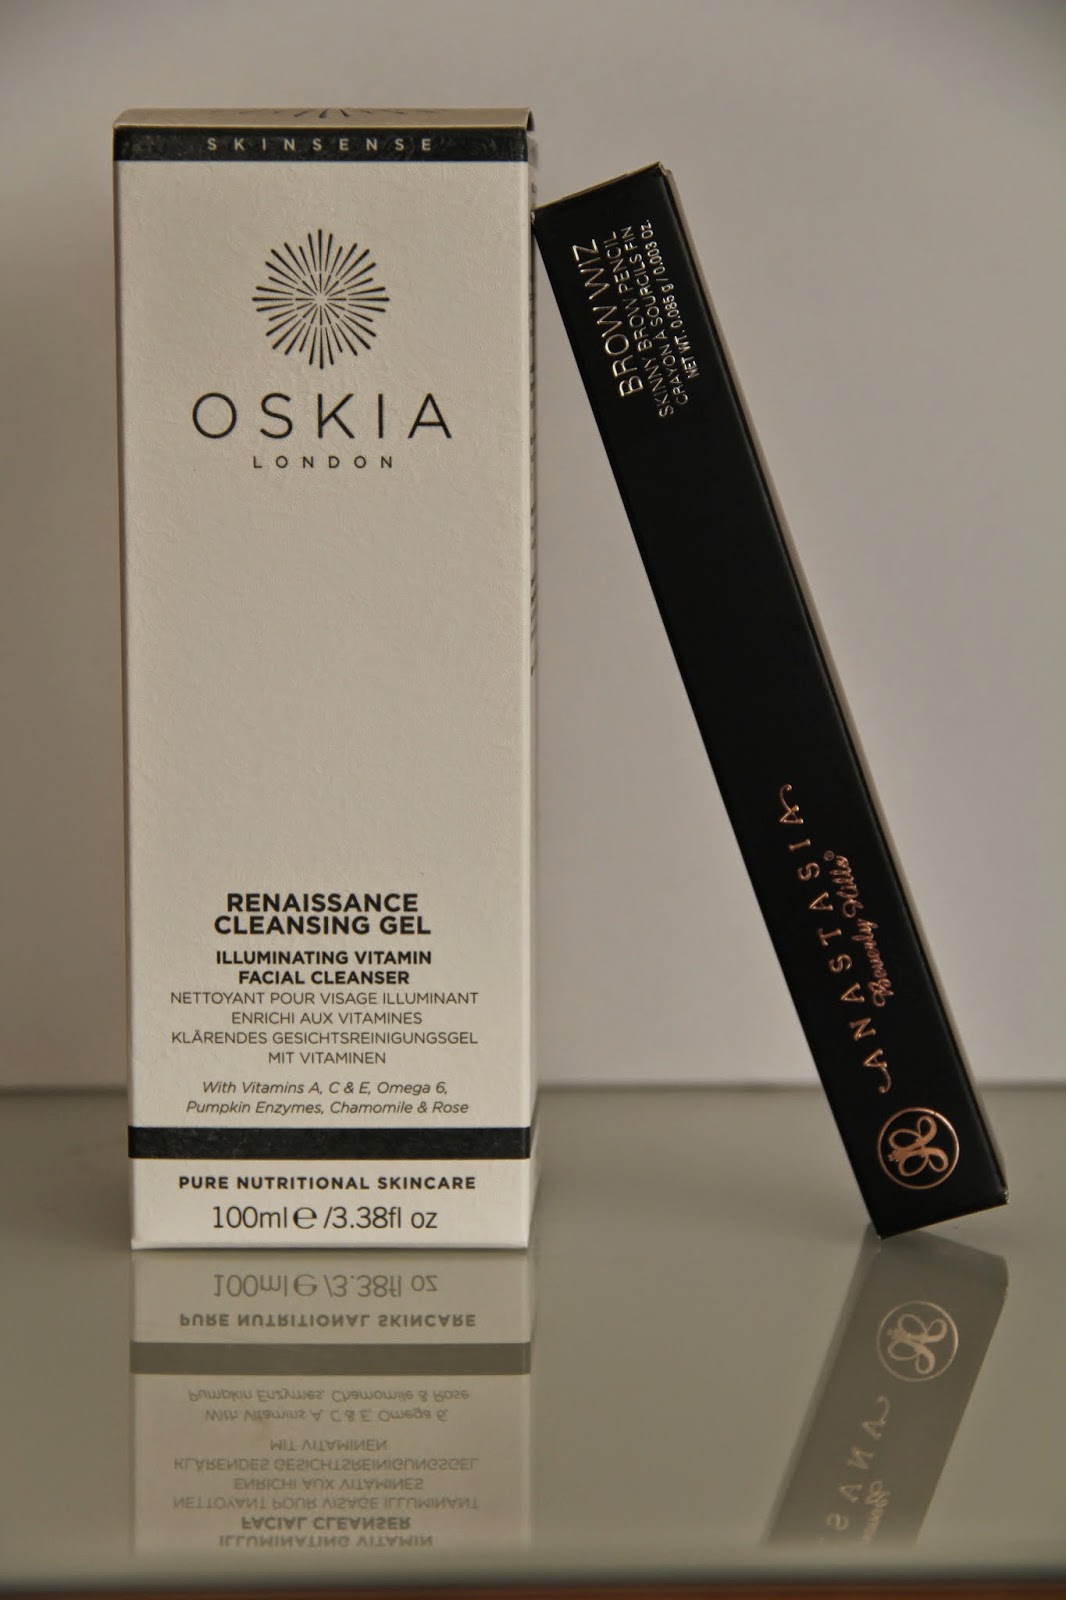 SKINSENSE
OSKIA
LONDON
RENAISSANCE
CLEANSING GEL
ILLUMINATING VITAMIN
FACIAL CLEANSER
NETTOYANT POUR VISAGE ILLUMINANT
ENRICHI AUX VITAMINES
KLÄRENDES GESICHTSREINIGUNGSGEL
MIT VITAMINEN
With Vitamins A, C & E, Omega 6,
Pumpkin Enzymes, Chamomile & Rose
PURE NUTRITIONAL SKINCARE
100ml℮/3.38fl oz
BROW WIZ
SKINNY BROW PENCIL
CRAYON A SOURCILS FIN
NET WT. 0.085 g / 0.003 Oz.
ANASTASIA
Beverly Hills®